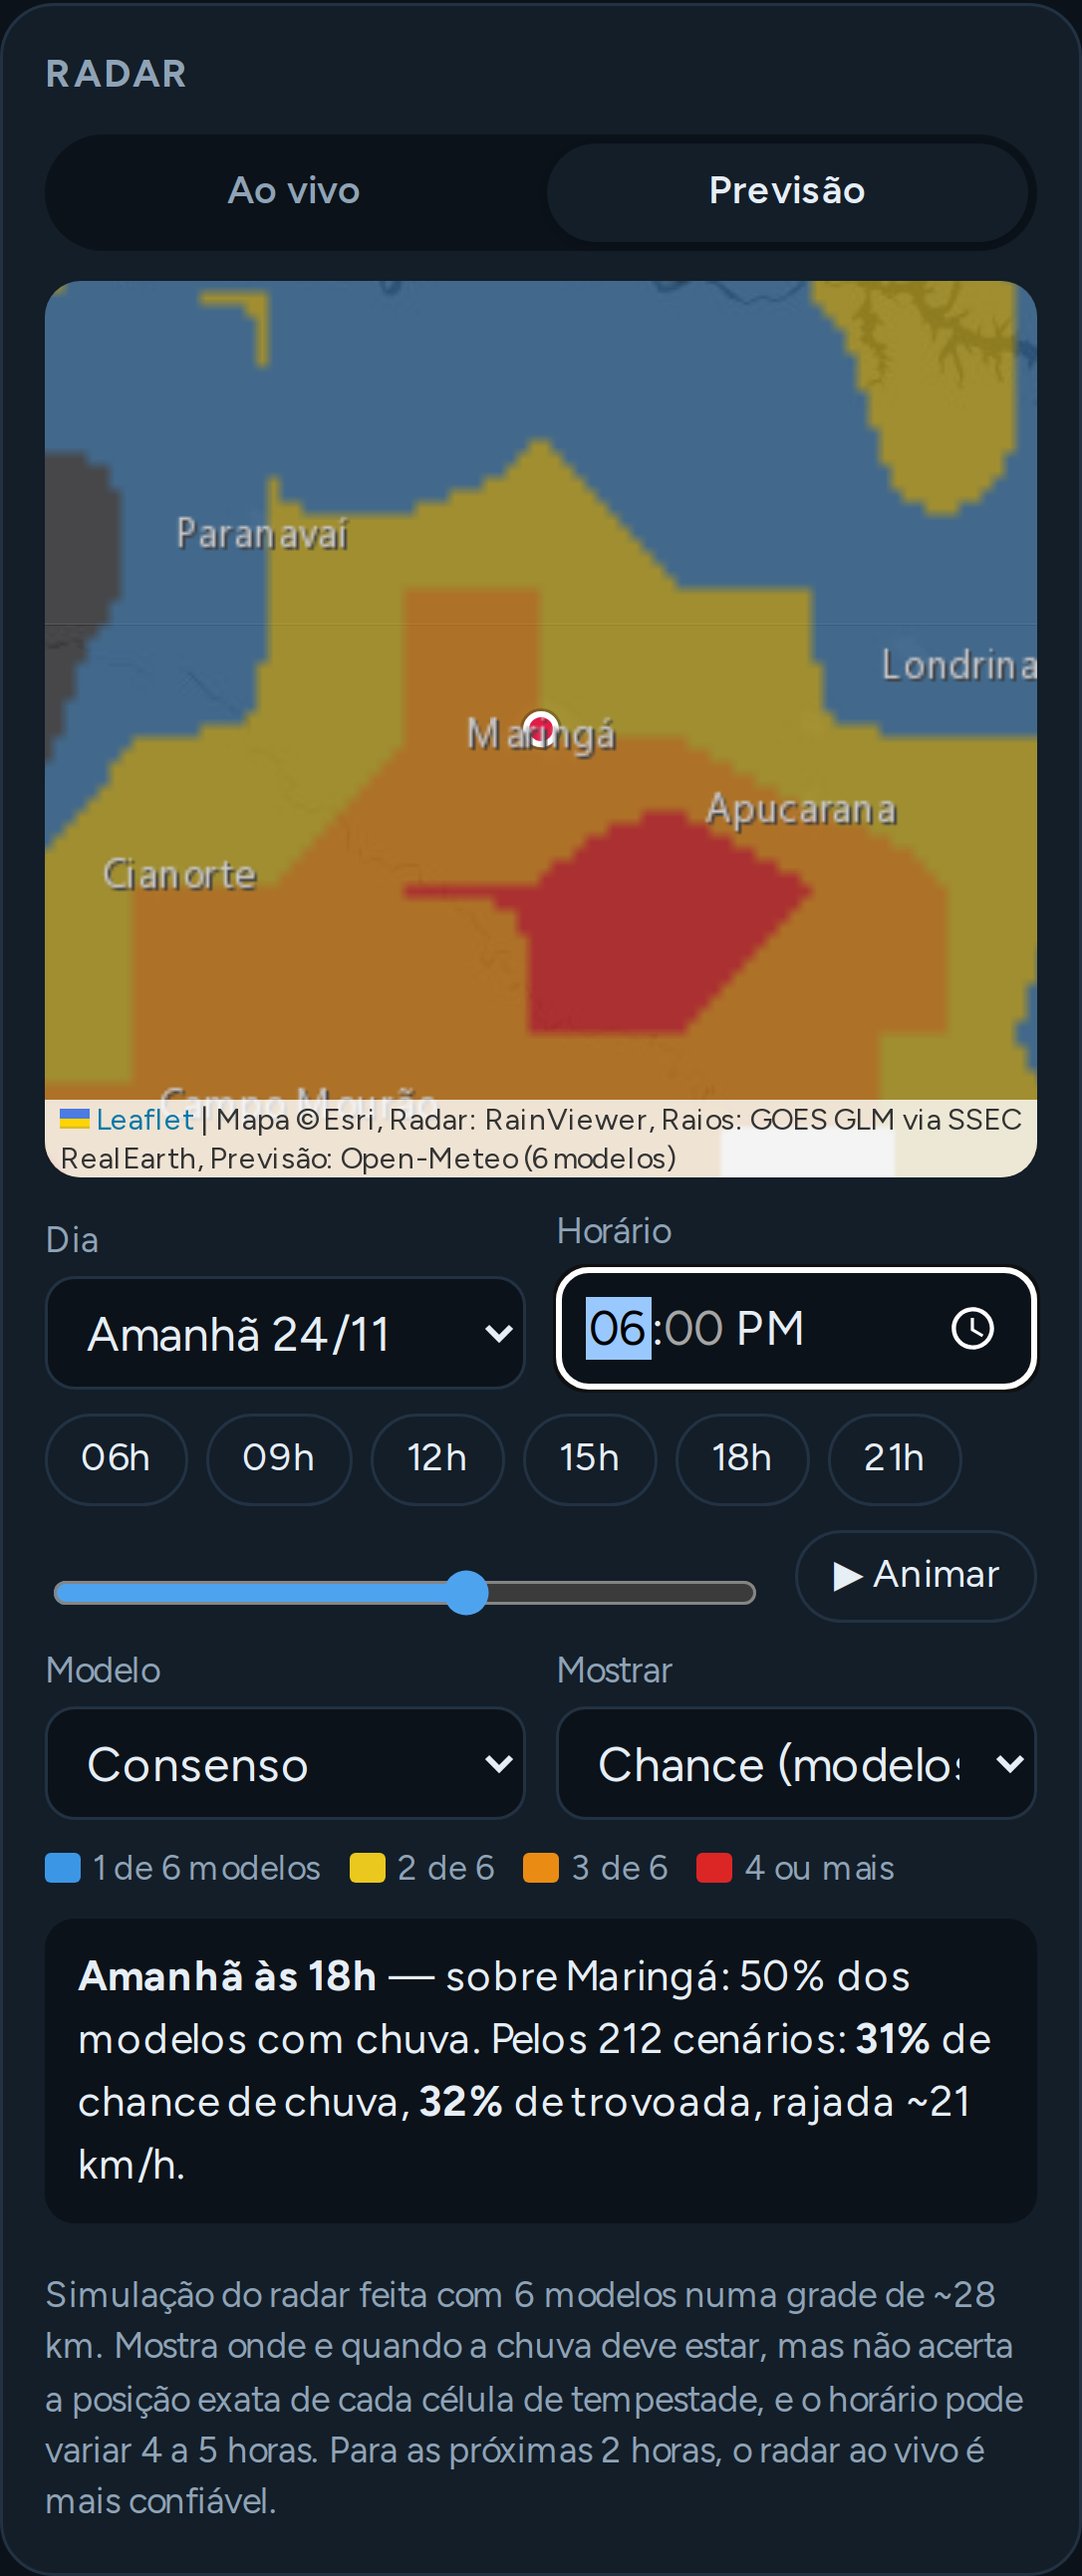 RADAR
Ao vivo
Previsão
Paranavaí
Londrina
Maringá
Apucarana
Cianorte
Campo Mourão
Leaflet | Mapa © Esri, Radar: RainViewer, Raios: GOES GLM via SSEC
RealEarth, Previsão: Open-Meteo (6 modelos)
Dia
Horário
Amanhã 24/11
06:00 PM
06h 09h 12h 15h 18h 21h
▶ Animar
Modelo
Mostrar
Consenso
Chance (modelos
1 de 6 modelos 2 de 6 3 de 6 4 ou mais
Amanhã às 18h — sobre Maringá: 50% dos
modelos com chuva. Pelos 212 cenários: 31% de
chance de chuva, 32% de trovoada, rajada ~21
km/h.
Simulação do radar feita com 6 modelos numa grade de ~28
km. Mostra onde e quando a chuva deve estar, mas não acerta
a posição exata de cada célula de tempestade, e o horário pode
variar 4 a 5 horas. Para as próximas 2 horas, o radar ao vivo é
mais confiável.